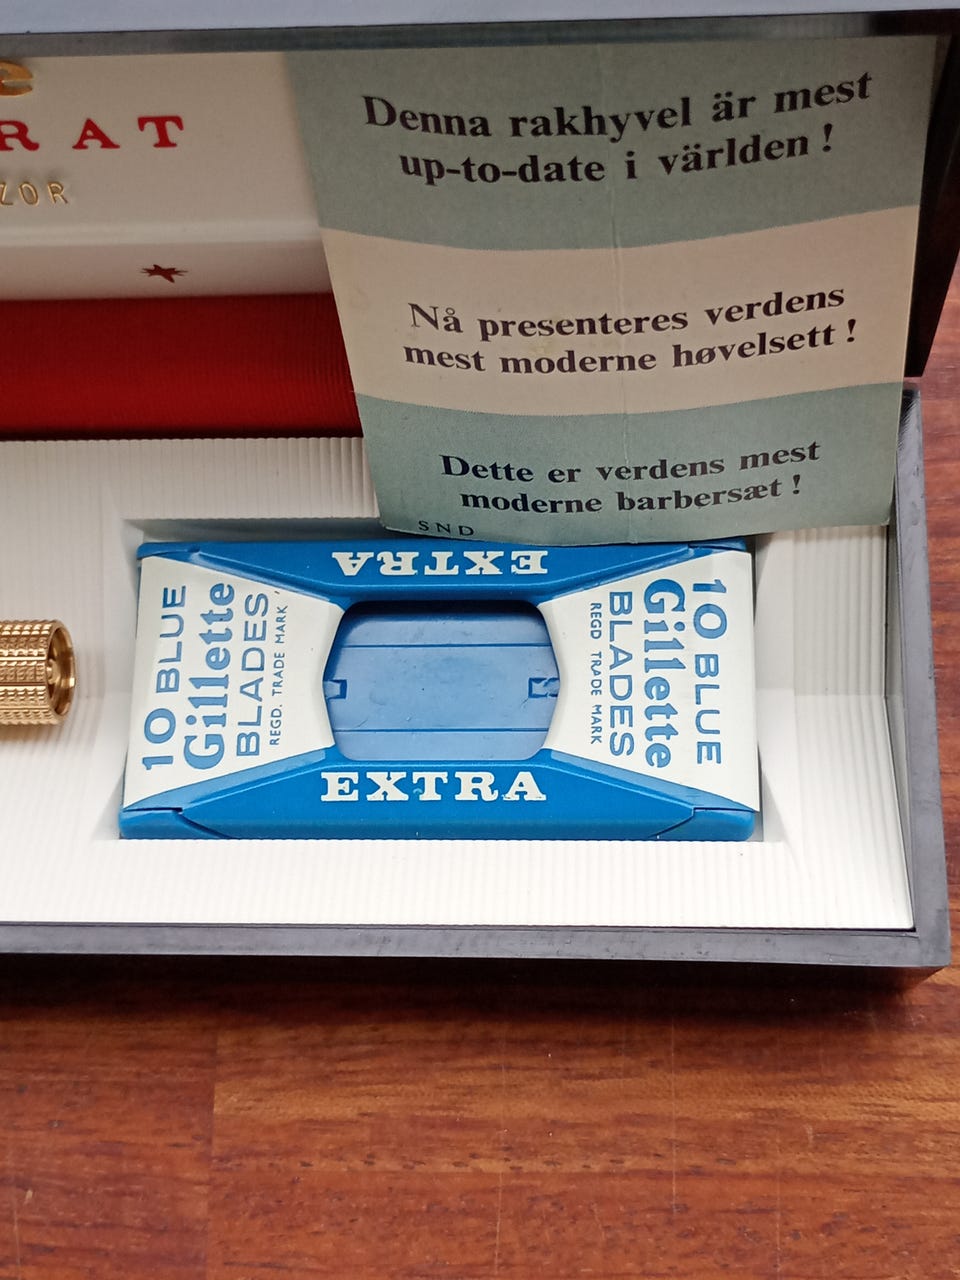 RAT
ZOR
Denna rakhyvel är mest
up-to-date i världen !
Nå presenteres verdens
mest moderne høvelsett !
Dette er verdens mest
moderne barbersæt !
SND
EXTRA
10 BLUE
Gillette
BLADES
REGD. TRADE MARK
10 BLUE
Gillette
BLADES
REGD TRADE MARK
EXTRA